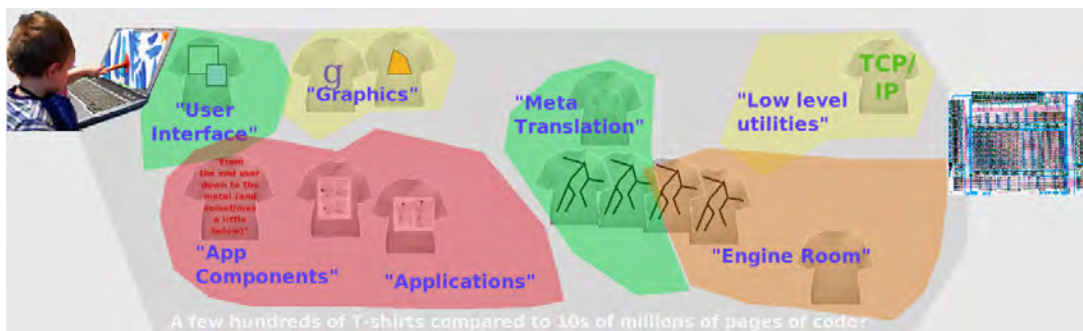 "User
Interface"
g
"Graphics"
"Meta
Translation"
"Low level
utilities"
TCP/
IP
From
the end user
down to the
metal (and
sometimes
a little
below)"
"App
Components"
"Applications"
"Engine Room"
A few hundreds of T-shirts compared to 10s of millions of pages of code?